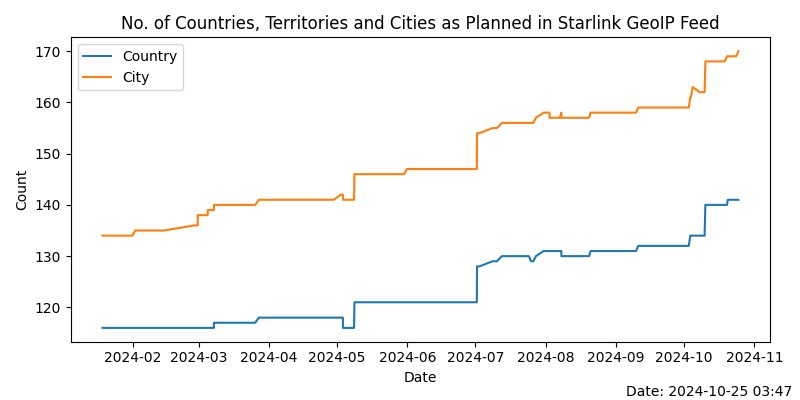 No. of Countries, Territories and Cities as Planned in Starlink GeoIP Feed
Country
City
170
160
150
140
130
120
Count
2024-02 2024-03 2024-04 2024-05 2024-06 2024-07 2024-08 2024-09 2024-10 2024-11
Date
Date: 2024-10-25 03:47